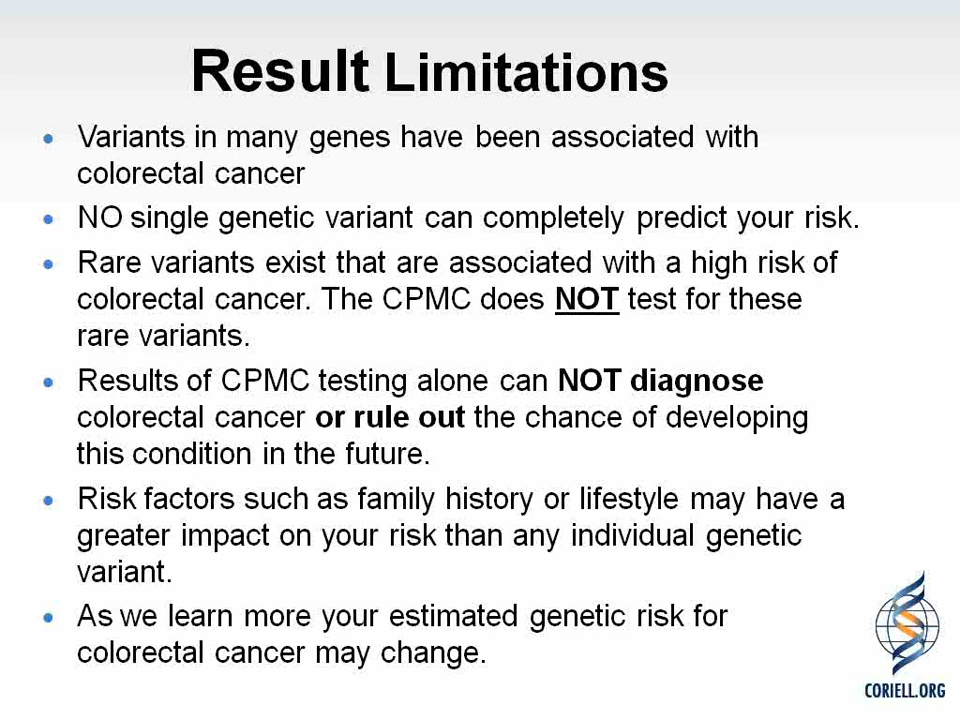 Result Limitations
• Variants in many genes have been associated with
colorectal cancer
• NO single genetic variant can completely predict your risk.
• Rare variants exist that are associated with a high risk of
colorectal cancer. The CPMC does NOT test for these
rare variants.
• Results of CPMC testing alone can NOT diagnose
colorectal cancer or rule out the chance of developing
this condition in the future.
• Risk factors such as family history or lifestyle may have a
greater impact on your risk than any individual genetic
variant.
• As we learn more your estimated genetic risk for
colorectal cancer may change.
CORIELL.ORG